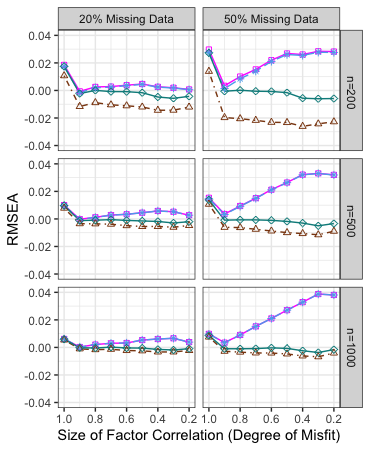 20% Missing Data
50% Missing Data
0.04
0.02
0.00
-0.02
-0.04
n=200
0.04
0.02
0.00
-0.02
-0.04
n=500
0.04
0.02
0.00
-0.02
-0.04
n=1000
RMSEA
1.0 0.8 0.6 0.4 0.2
1.0 0.8 0.6 0.4 0.2
Size of Factor Correlation (Degree of Misfit)